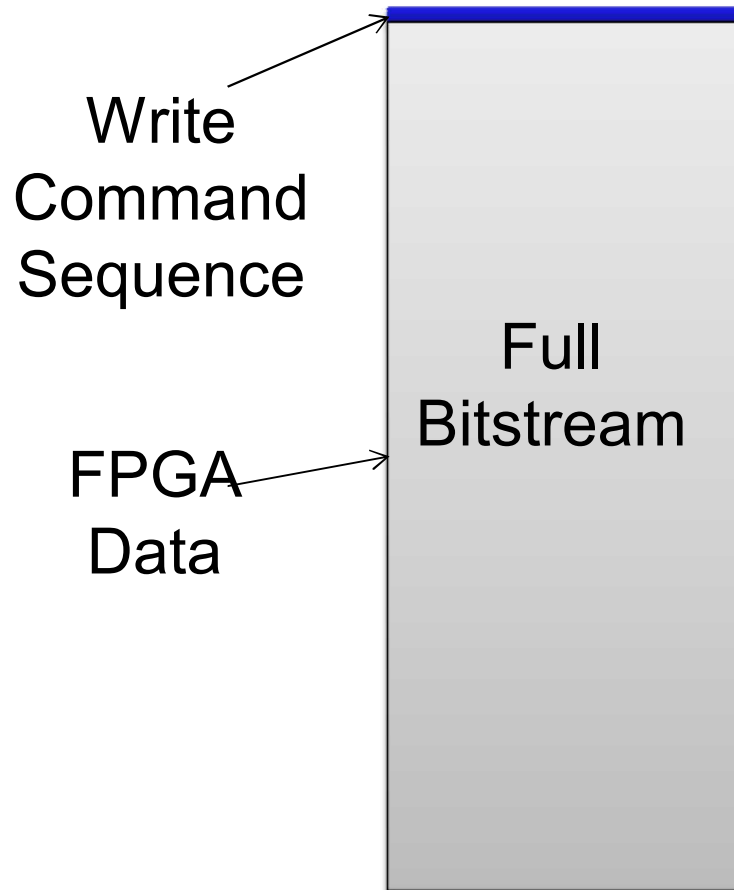 Write
Command
Sequence
Full
Bitstream
FPGA
Data